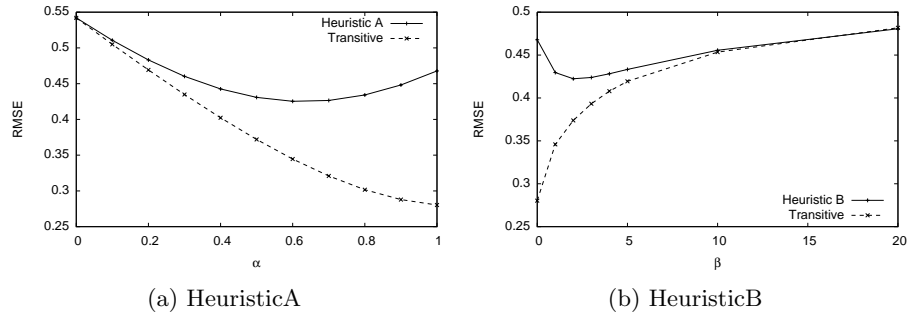 0.55
0.5
0.45
0.4
0.35
0.3
0.25
RMSE
0 0.2 0.4 0.6 0.8 1
α
Heuristic A
Transitive
(a) HeuristicA
0.5
0.45
0.4
0.35
0.3
0.25
RMSE
0 5 10 15 20
β
Heuristic B
Transitive
(b) HeuristicB